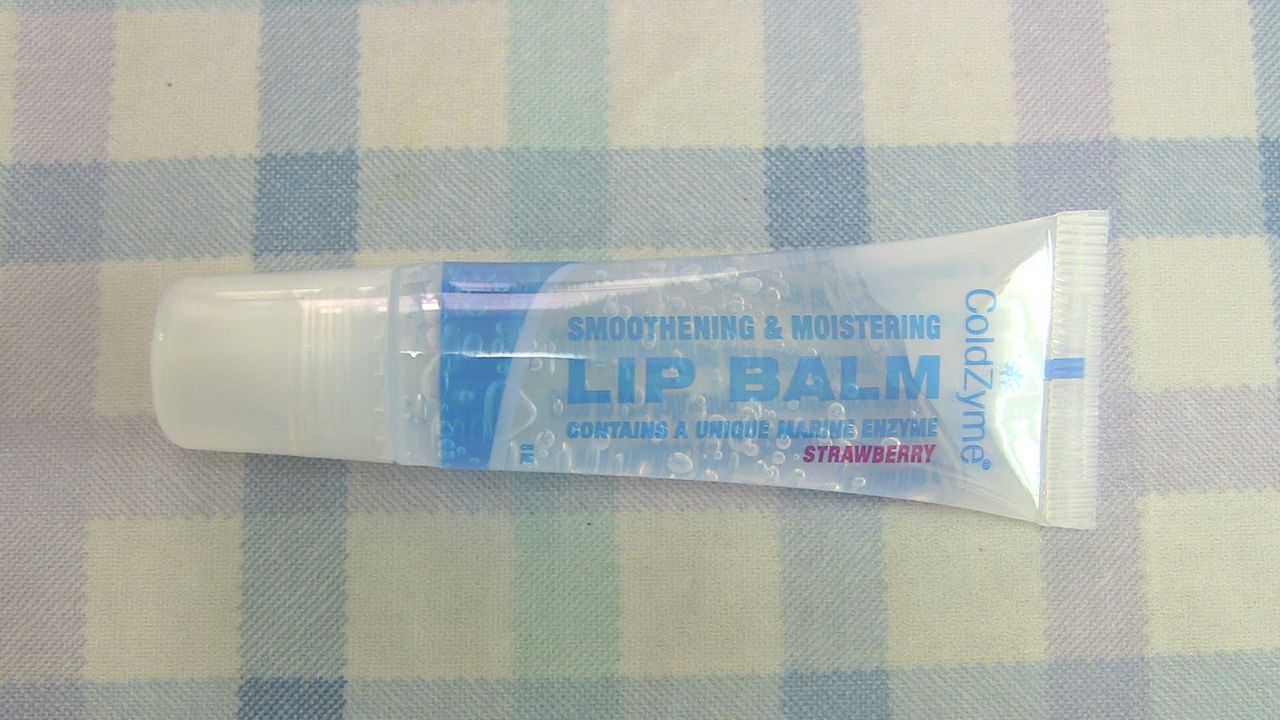 SMOOTHENING & MOISTERING
LIP BALM
CONTAINS A UNIQUE MARINE ENZYME
STRAWBERRY
ColdZyme®